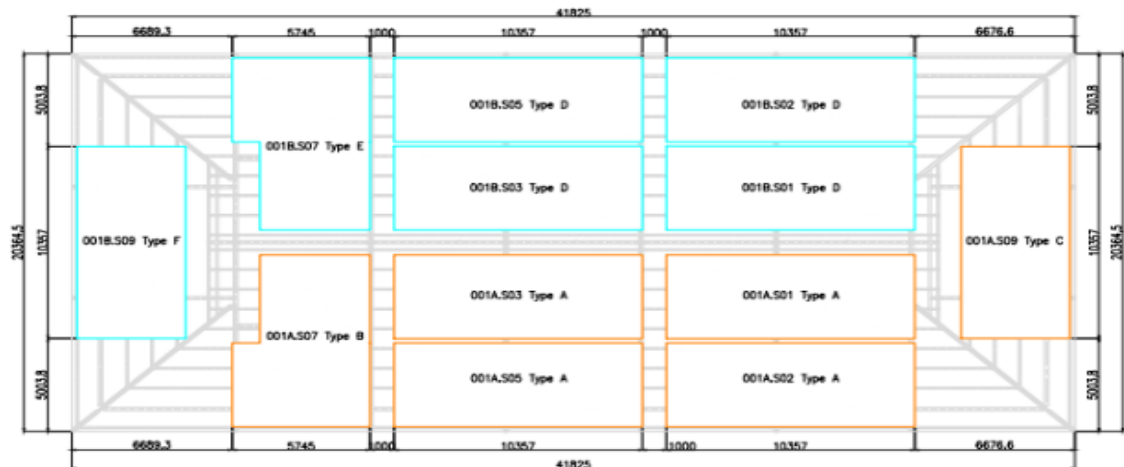 41825
6689.3 5745 1000 10357 1000 10357 6676.6
5003.8 5003.8
001B.S05 Type D 001B.S02 Type D
001B.S07 Type E
001B.S03 Type D 001B.S01 Type D
20364.5 10357 001B.S09 Type F 001A.S09 Type C 10357 20364.5
001A.S03 Type A 001A.S01 Type A
001A.S07 Type B
001A.S05 Type A 001A.S02 Type A
5003.8 5003.8
6689.3 5745 1000 10357 1000 10357 6676.6
41825